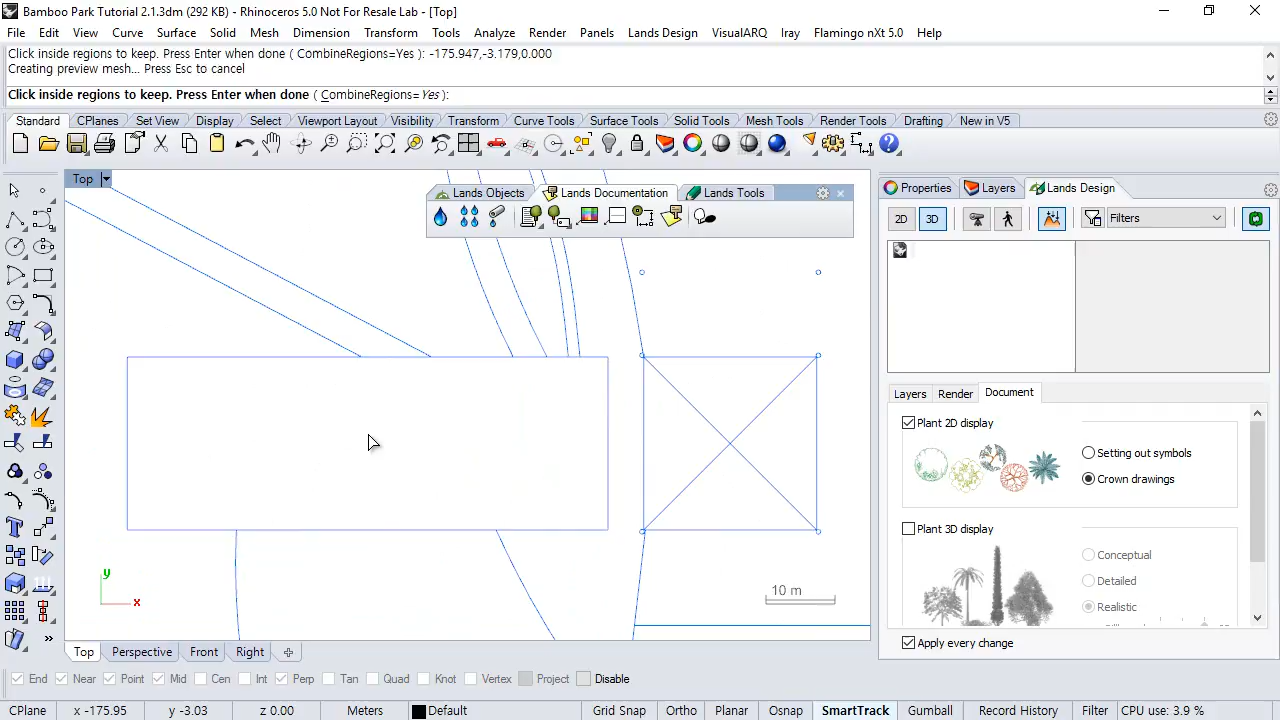 Bamboo Park Tutorial 2.1.3dm (292 KB) - Rhinoceros 5.0 Not For Resale Lab - [Top]
File Edit View Curve Surface Solid Mesh Dimension Transform Tools Analyze Render Panels Lands Design VisualARQ Iray Flamingo nXt 5.0 Help
Click inside regions to keep. Press Enter when done ( CombineRegions=Yes ): -175.947,-3.179,0.000
Creating preview mesh... Press Esc to cancel
Click inside regions to keep. Press Enter when done ( CombineRegions=Yes ):
Standard CPlanes Set View Display Select Viewport Layout Visibility Transform Curve Tools Surface Tools Solid Tools Mesh Tools Render Tools Drafting New in V5
Top
Lands Objects Lands Documentation Lands Tools
Properties Layers Lands Design
2D 3D Filters
Layers Render Document
Plant 2D display
Setting out symbols
Crown drawings
Plant 3D display
Conceptual
Detailed
Realistic
Apply every change
y
x
10 m
Top Perspective Front Right
End Near Point Mid Cen Int Perp Tan Quad Knot Vertex Project Disable
CPlane x -175.95 y -3.03 z 0.00 Meters Default Grid Snap Ortho Planar Osnap SmartTrack Gumball Record History Filter CPU use: 3.9 %